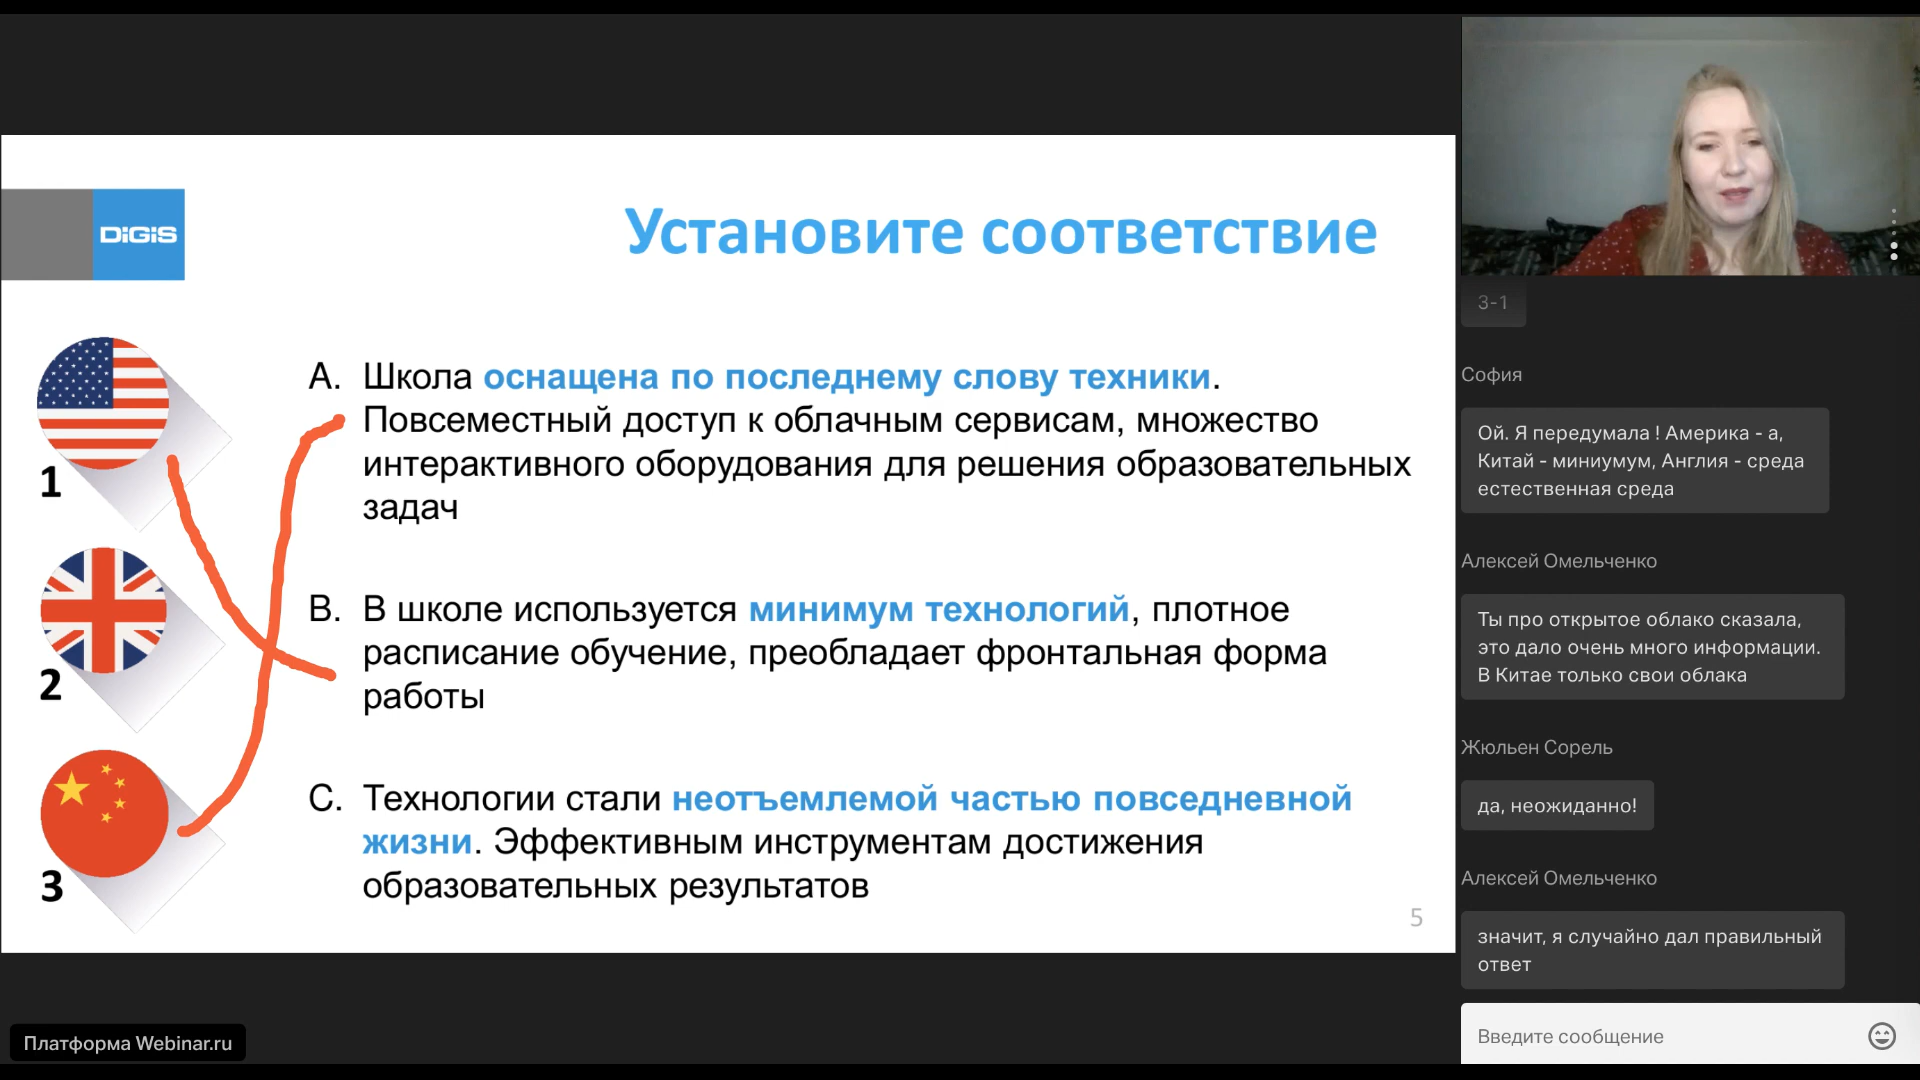 DiGiS
Установите соответствие
1
2
3
A. Школа оснащена по последнему слову техники.
Повсеместный доступ к облачным сервисам, множество
интерактивного оборудования для решения образовательных
задач
B. В школе используется минимум технологий, плотное
расписание обучение, преобладает фронтальная форма
работы
C. Технологии стали неотъемлемой частью повседневной
жизни. Эффективным инструментам достижения
образовательных результатов
5
Платформа Webinar.ru
3-1
София
Ой. Я передумала ! Америка - а,
Китай - миниумум, Англия - среда
естественная среда
Алексей Омельченко
Ты про открытое облако сказала,
это дало очень много информации.
В Китае только свои облака
Жюльен Сорель
да, неожиданно!
Алексей Омельченко
значит, я случайно дал правильный
ответ
Введите сообщение